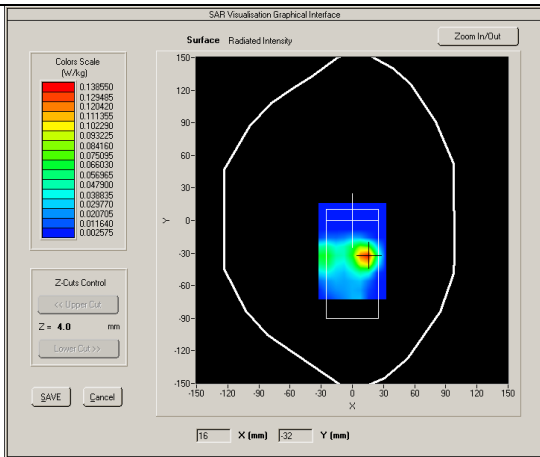 SAR Visualisation Graphical Interface
Surface Radiated Intensity
Zoom In/Out
Colors Scale
(W/kg)
0.138550
0.129485
0.120420
0.111355
0.102290
0.093225
0.084160
0.075095
0.066030
0.056965
0.047900
0.038835
0.029770
0.020705
0.011640
0.002575
Z-Cuts Control
<< Upper Cut
Z = 4.0 mm
Lower Cut >>
SAVE Cancel
150
120
90
60
30
0
-30
-60
-90
-120
-150
Y
-150 -120 -90 -60 -30 0 30 60 90 120 150
X
16 X (mm) -32 Y (mm)